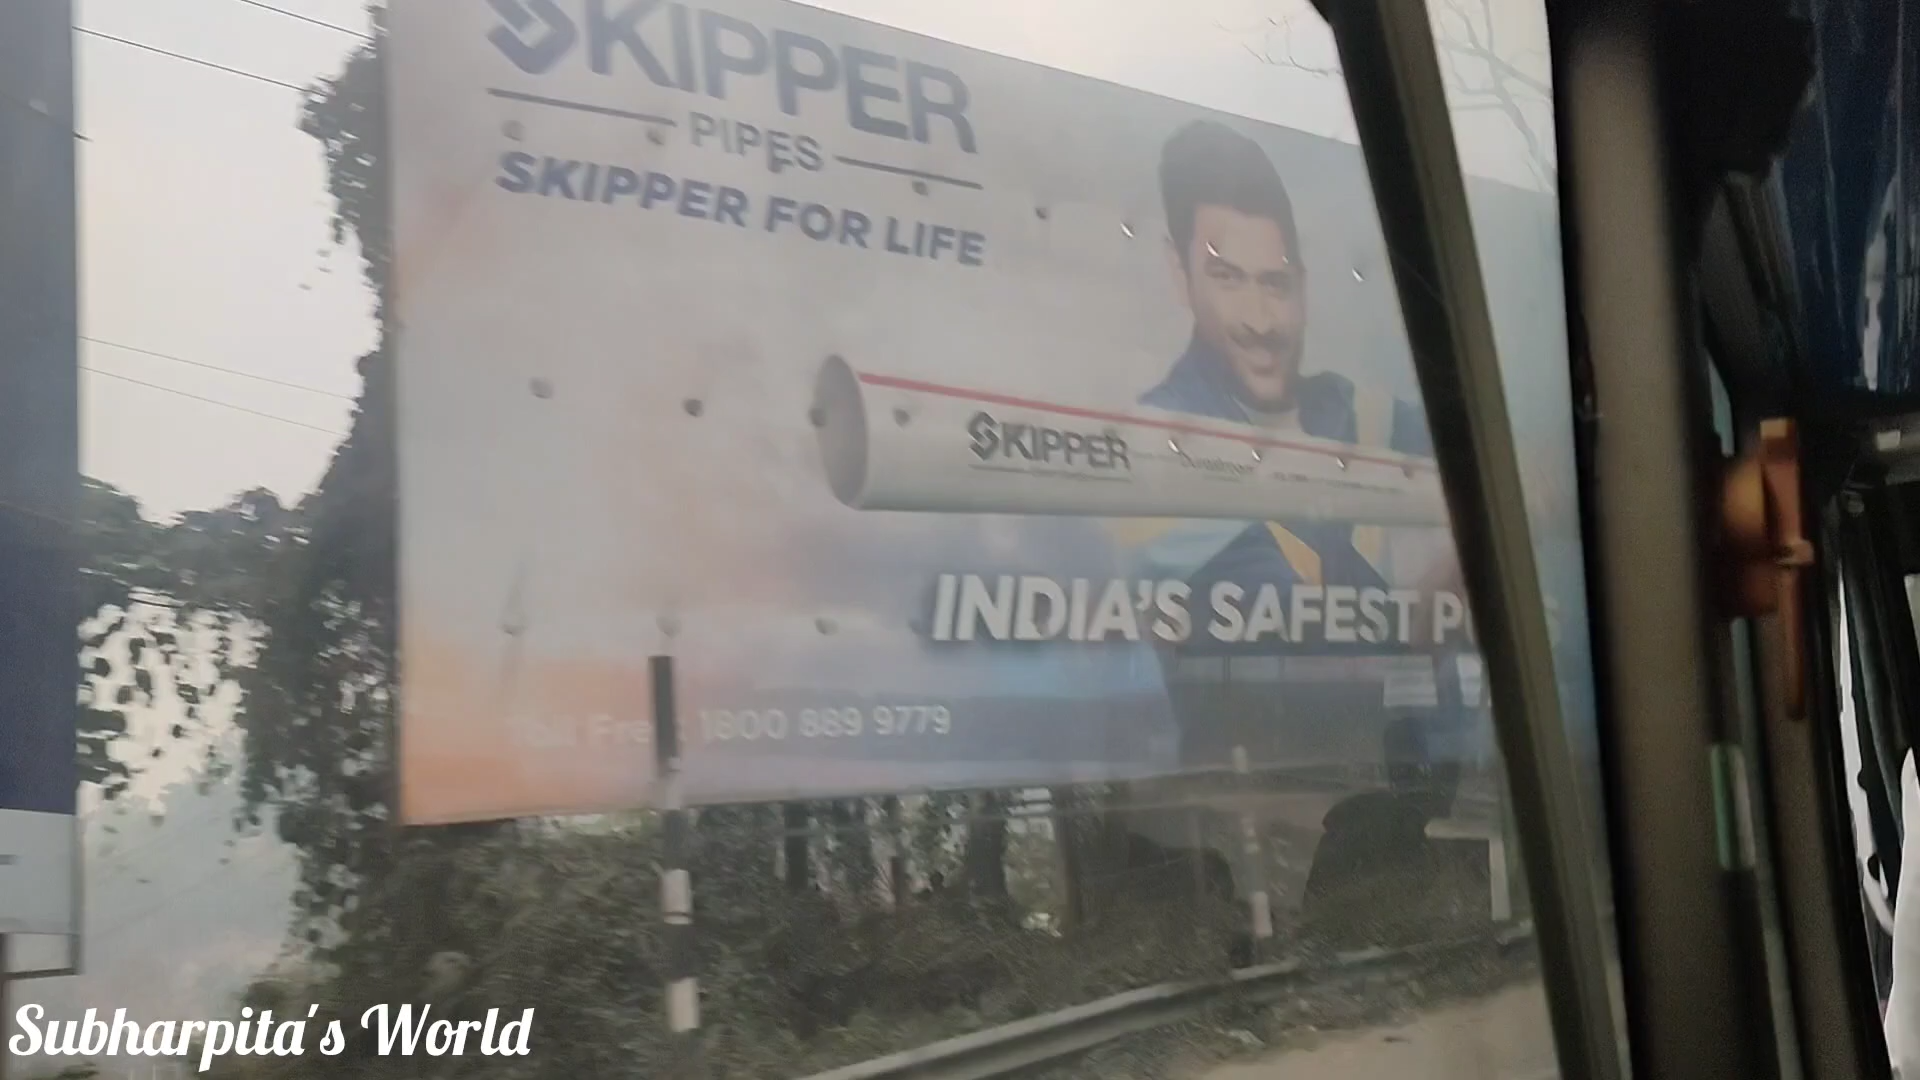 SKIPPER
PIPES
SKIPPER FOR LIFE
SKIPPER
INDIA'S SAFEST
1800 889 9779
Subharpita's World